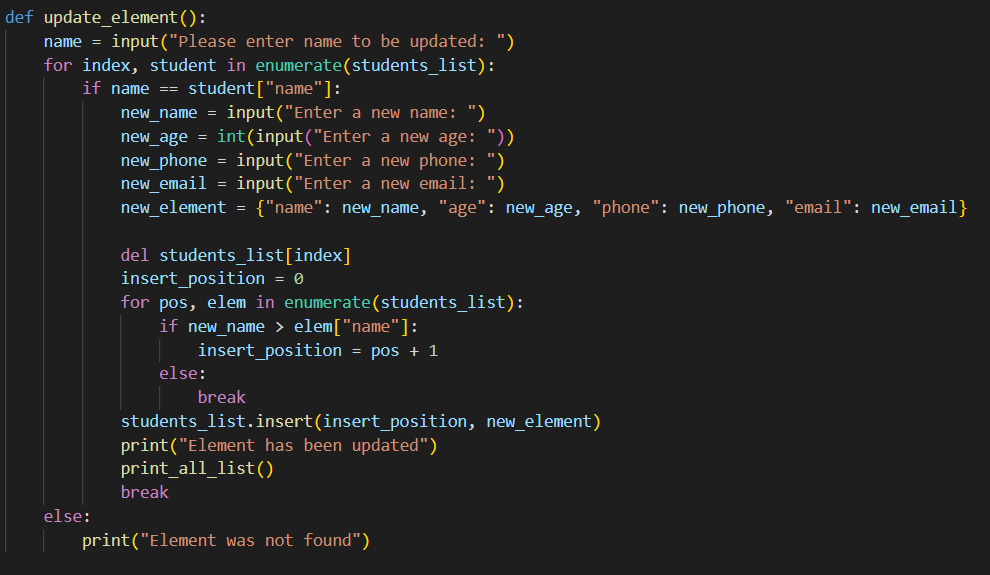 def update_element():
    name = input("Please enter name to be updated: ")
    for index, student in enumerate(students_list):
        if name == student["name"]:
            new_name = input("Enter a new name: ")
            new_age = int(input("Enter a new age: "))
            new_phone = input("Enter a new phone: ")
            new_email = input("Enter a new email: ")
            new_element = {"name": new_name, "age": new_age, "phone": new_phone, "email": new_email}

            del students_list[index]
            insert_position = 0
            for pos, elem in enumerate(students_list):
                if new_name > elem["name"]:
                    insert_position = pos + 1
                else:
                    break
            students_list.insert(insert_position, new_element)
            print("Element has been updated")
            print_all_list()
            break
    else:
        print("Element was not found")